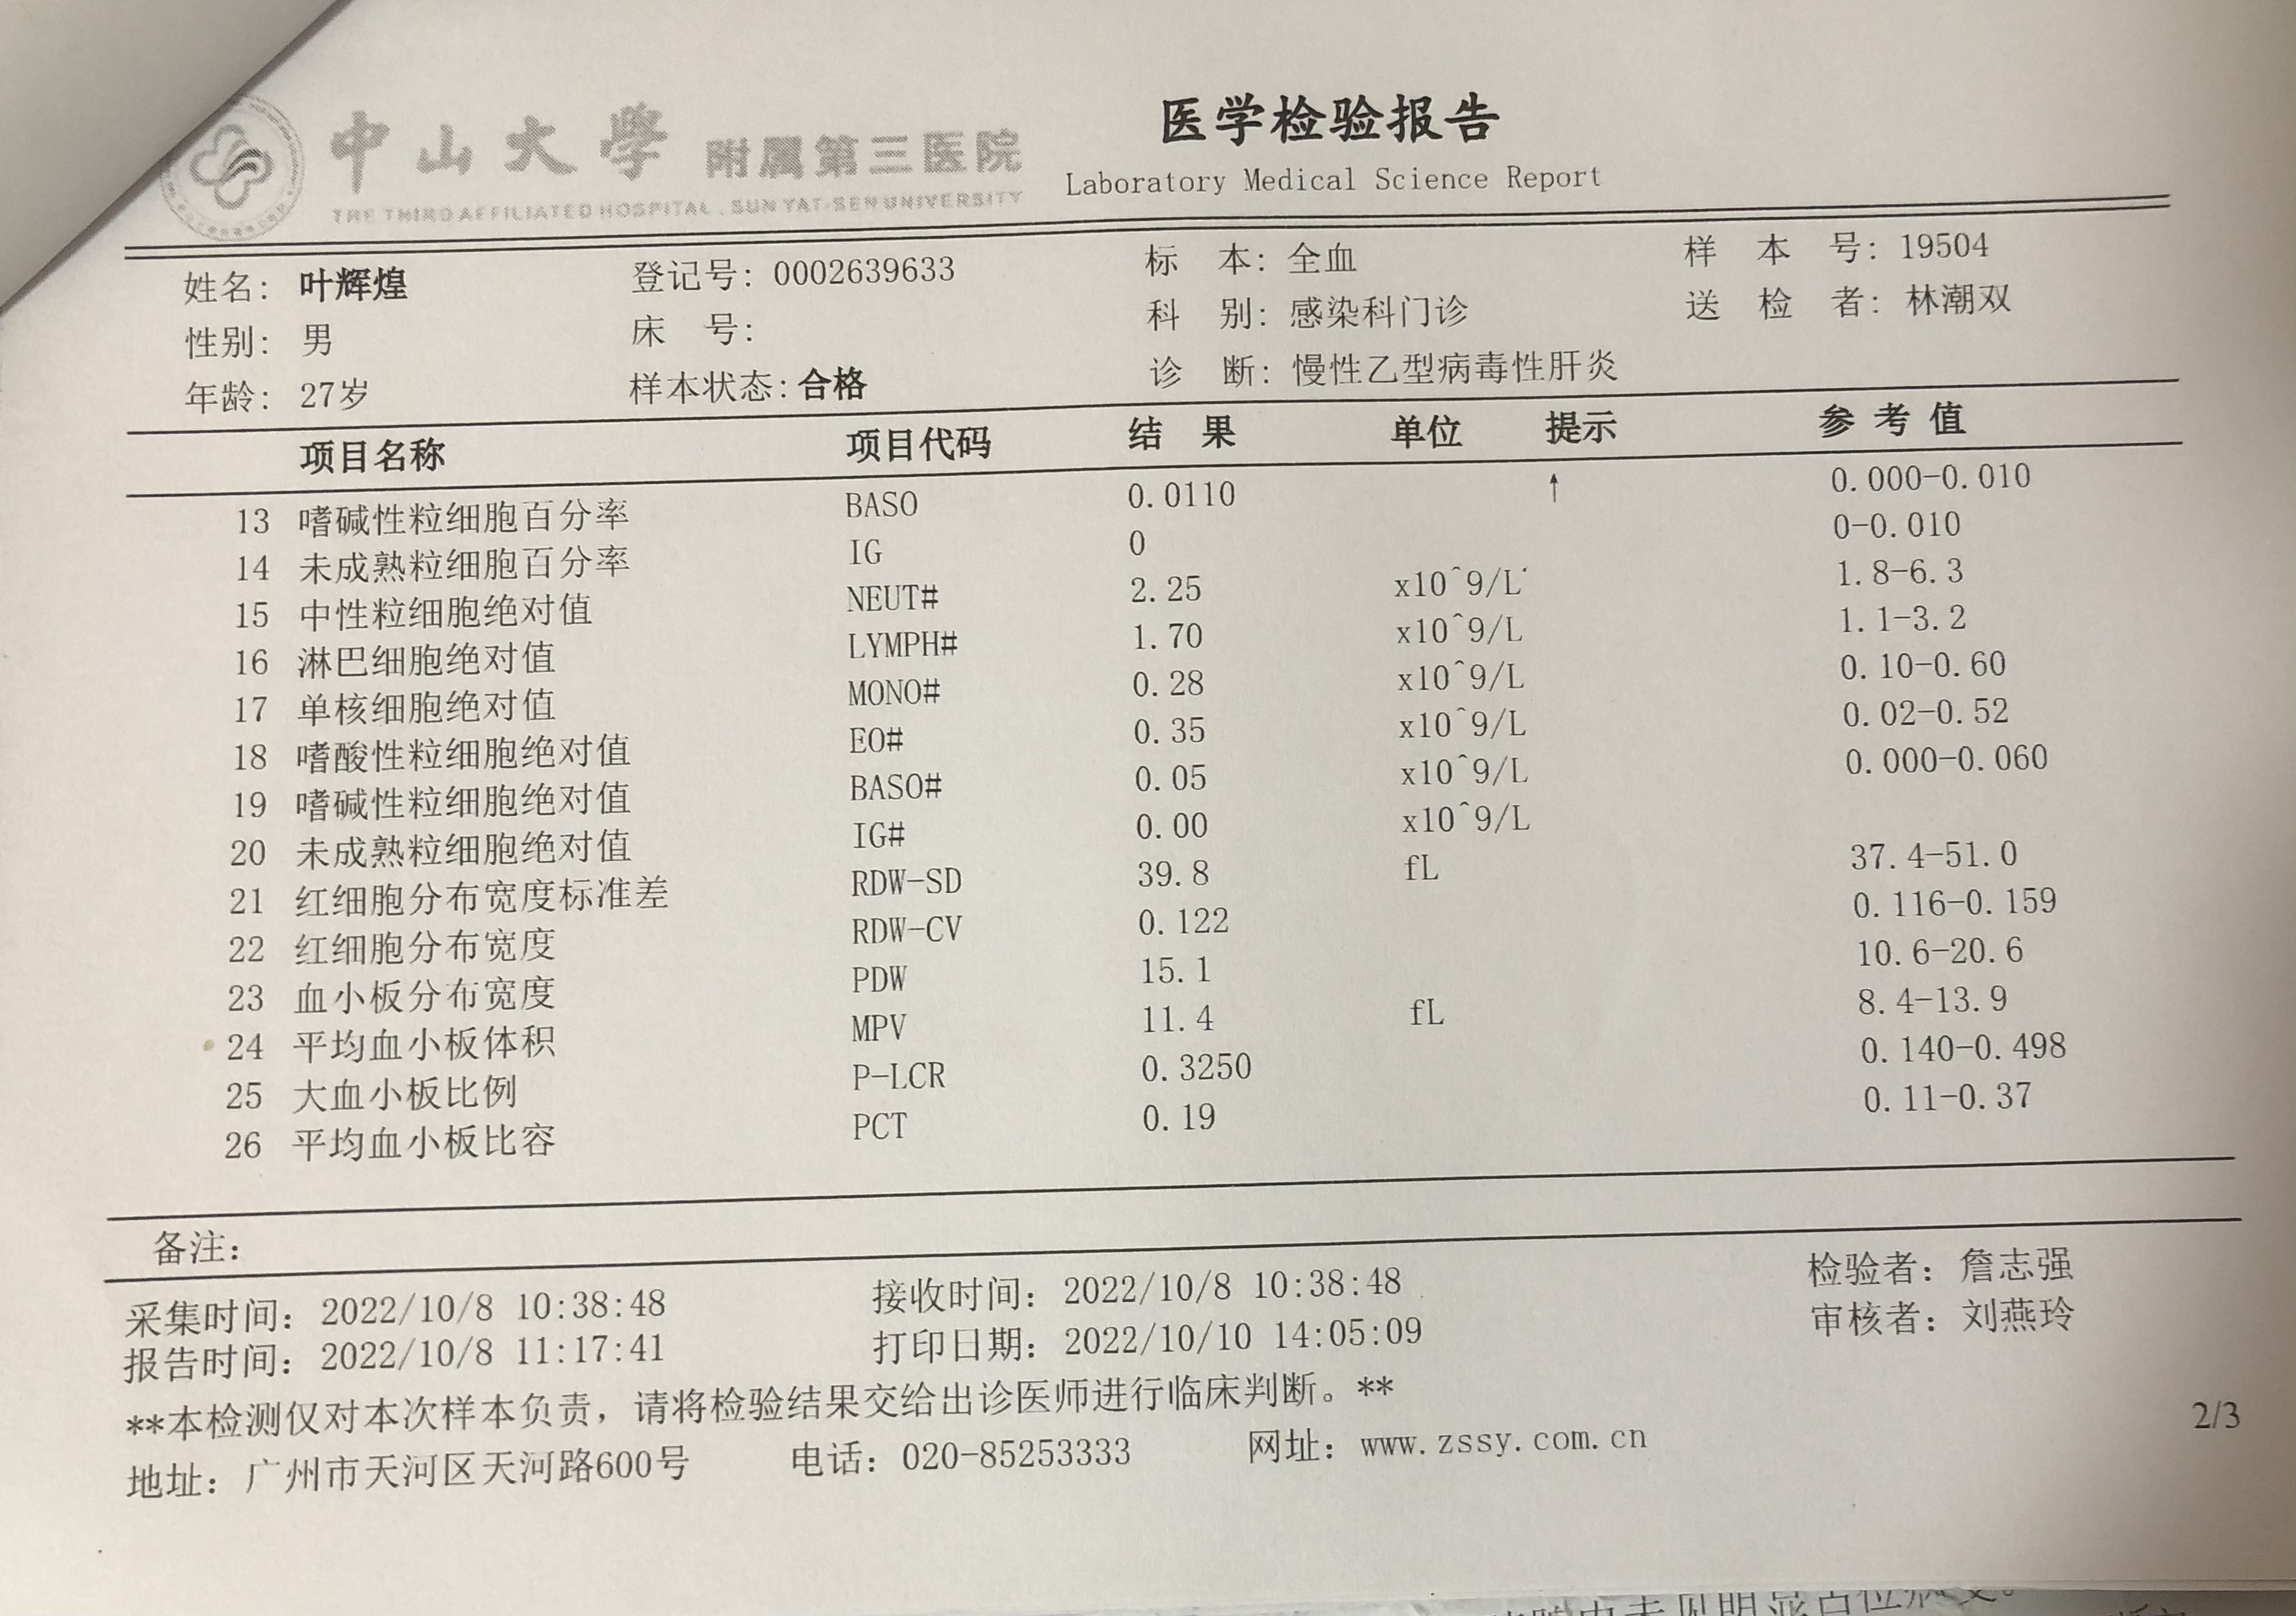 中山大學 附属第三医院 医学检验报告
THE THIRD AFFILIATED HOSPITAL, SUN YAT-SEN UNIVERSITY Laboratory Medical Science Report
姓名: 叶辉煌 登记号: 0002639633 标 本: 全血 样 本 号: 19504
性别: 男 床 号: 科 别: 感染科门诊 送 检 者: 林潮双
年龄: 27岁 样本状态: 合格 诊 断: 慢性乙型病毒性肝炎
项目名称 项目代码 结 果 单位 提示 参 考 值
13 嗜碱性粒细胞百分率 BASO 0.0110 ↑ 0.000-0.010
14 未成熟粒细胞百分率 IG 0 0-0.010
15 中性粒细胞绝对值 NEUT# 2.25 x10^9/L 1.8-6.3
16 淋巴细胞绝对值 LYMPH# 1.70 x10^9/L 1.1-3.2
17 单核细胞绝对值 MONO# 0.28 x10^9/L 0.10-0.60
18 嗜酸性粒细胞绝对值 EO# 0.35 x10^9/L 0.02-0.52
19 嗜碱性粒细胞绝对值 BASO# 0.05 x10^9/L 0.000-0.060
20 未成熟粒细胞绝对值 IG# 0.00 x10^9/L
21 红细胞分布宽度标准差 RDW-SD 39.8 fL 37.4-51.0
22 红细胞分布宽度 RDW-CV 0.122 0.116-0.159
23 血小板分布宽度 PDW 15.1 10.6-20.6
24 平均血小板体积 MPV 11.4 fL 8.4-13.9
25 大血小板比例 P-LCR 0.3250 0.140-0.498
26 平均血小板比容 PCT 0.19 0.11-0.37
备注:
采集时间: 2022/10/8 10:38:48 接收时间: 2022/10/8 10:38:48 检验者: 詹志强
报告时间: 2022/10/8 11:17:41 打印日期: 2022/10/10 14:05:09 审核者: 刘燕玲
**本检测仅对本次样本负责，请将检验结果交给出诊医师进行临床判断。**
2/3
地址: 广州市天河区天河路600号 电话: 020-85253333 网址: www.zssy.com.cn